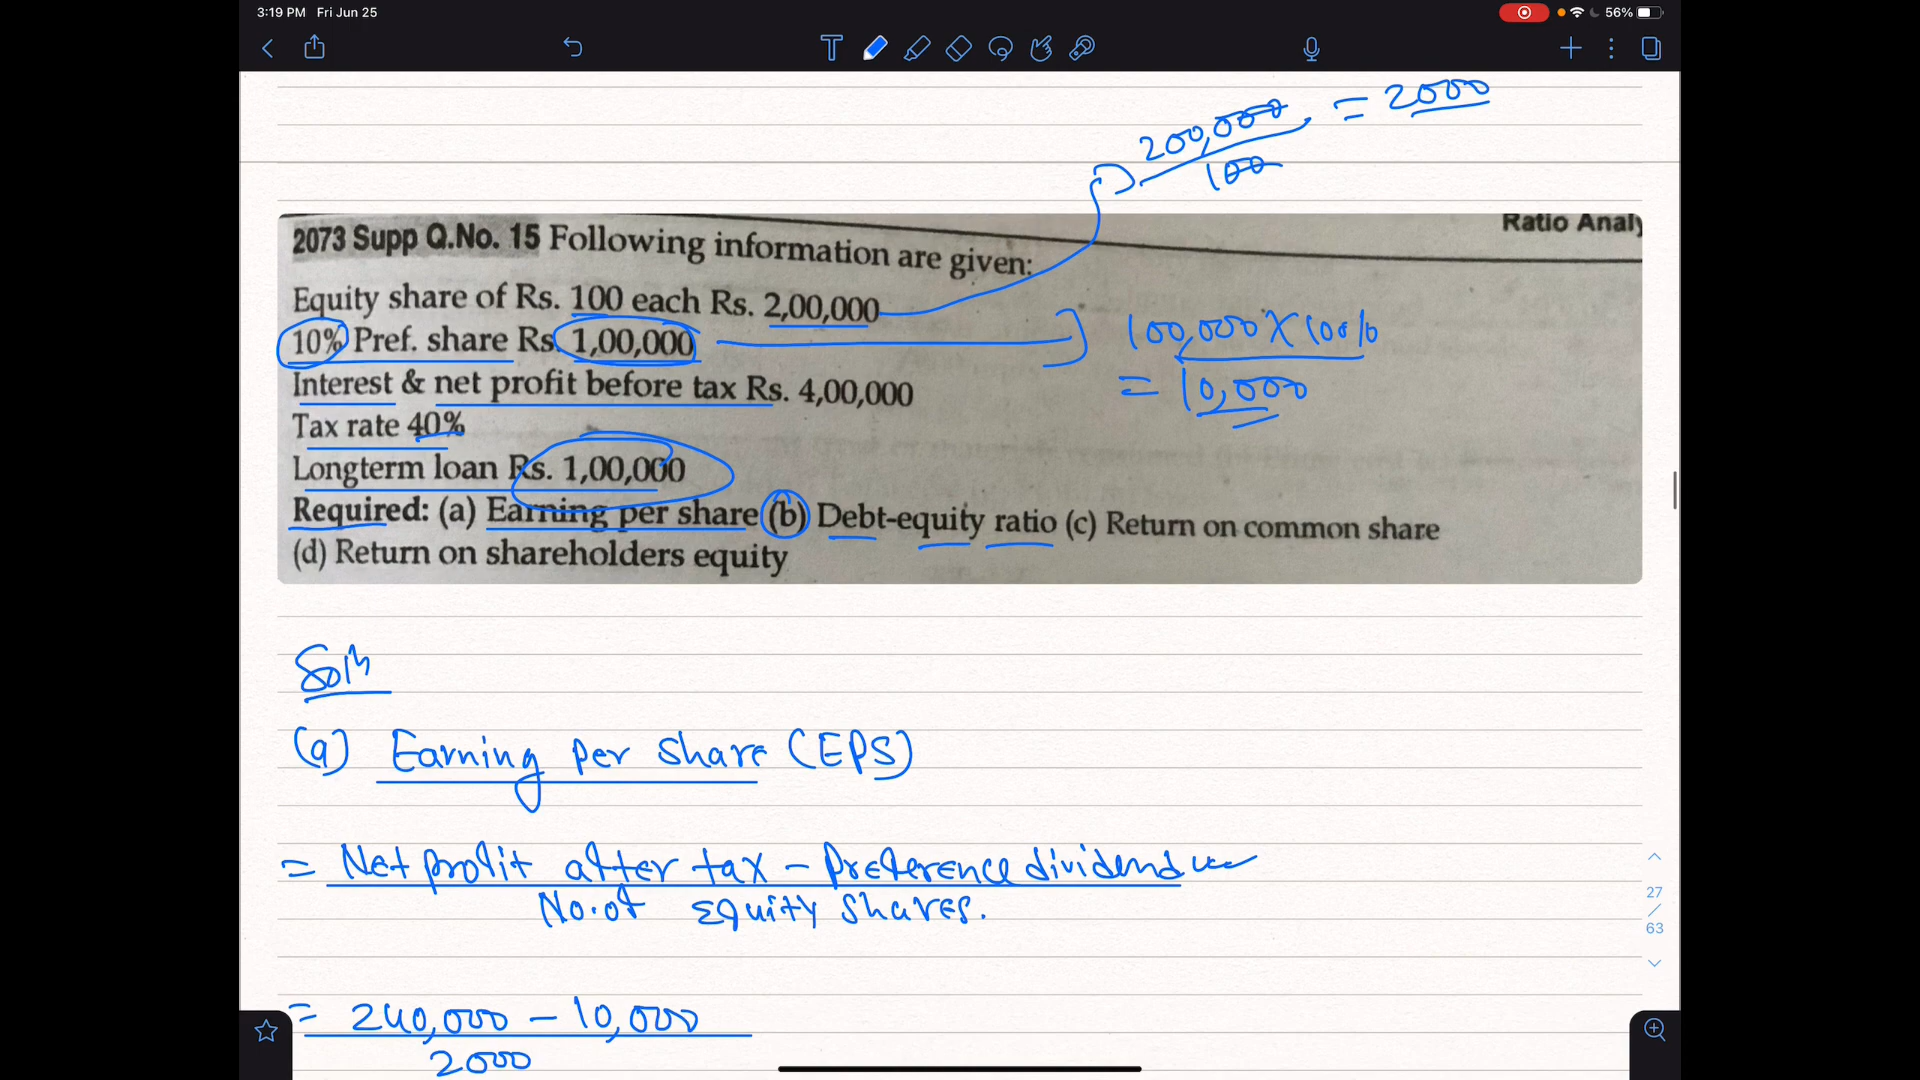 3:19 PM Fri Jun 25
56%
200,000 = 2000
100
Ratio Analy
2073 Supp Q.No. 15 Following information are given:
Equity share of Rs. 100 each Rs. 2,00,000
10% Pref. share Rs. 1,00,000
100,000 X 10%
= 10,000
Interest & net profit before tax Rs. 4,00,000
Tax rate 40%
Longterm loan Rs. 1,00,000
Required: (a) Earning per share (b) Debt-equity ratio (c) Return on common share
(d) Return on shareholders equity
Soln
(a) Earning per share (EPS)
= Net profit after tax - Preference dividend
No. of Equity shares.
27
/
63
= 240,000 - 10,000
2000